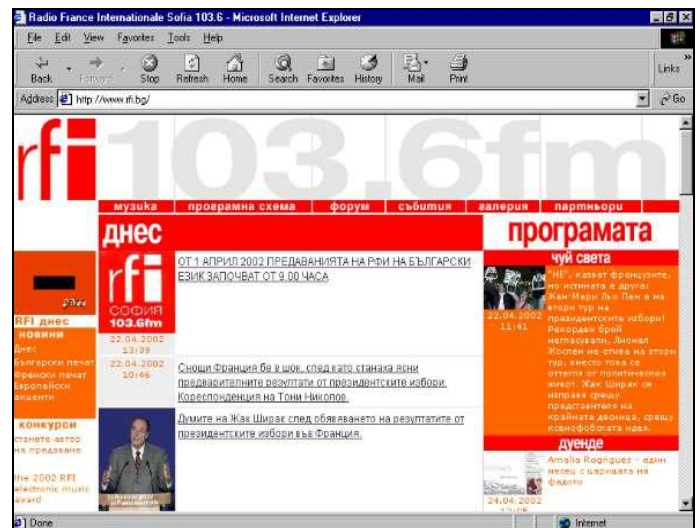 Radio France Internationale Sofia 103.6 - Microsoft Internet Explorer
File Edit View Favorites Tools Help
Back Forward Stop Refresh Home Search Favorites History Mail Print Links
Address http://www.rfi.bg/ Go
rfi 103.6fm
музика програмна схема форум събития галерия партньори
днес
rfi
СОФИЯ
103.6fm
22.04.2002
13:39
ОТ 1 АПРИЛ 2002 ПРЕДАВАНИЯТА НА РФИ НА БЪЛГАРСКИ
ЕЗИК ЗАПОЧВАТ ОТ 9.00 ЧАСА
22.04.2002
10:46
Снощи Франция бе в шок, след като станаха ясни
предварителните резултати от президентските избори.
Кореспонденция на Тони Николов.
Думите на Жак Ширак след обявяването на резултатите от
президентските избори във Франция.
RFI днес
новини
Днес
Български печат
Френски печат
Европейски
акценти
конкурси
станете автор
на предаване
the 2002 RFI
electronic music
award
програмата
чуй света
22.04.2002
11:41
"НЕ", казват французите,
но истината е друга:
Жан-Мари Льо Пен е на
втори тур на
президентските избори!
Рекорден брой
негласували, Лионел
Жоспен не отива на втори
тур, вместо това се
оттегля от политическия
живот. Жак Ширак се
изправя срещу
представителя на
крайната десница, срещу
ксенофобската идея.
дуенде
Amalia Rogrigues - един
месец с царицата на
фадото
24.04.2002
Done Internet